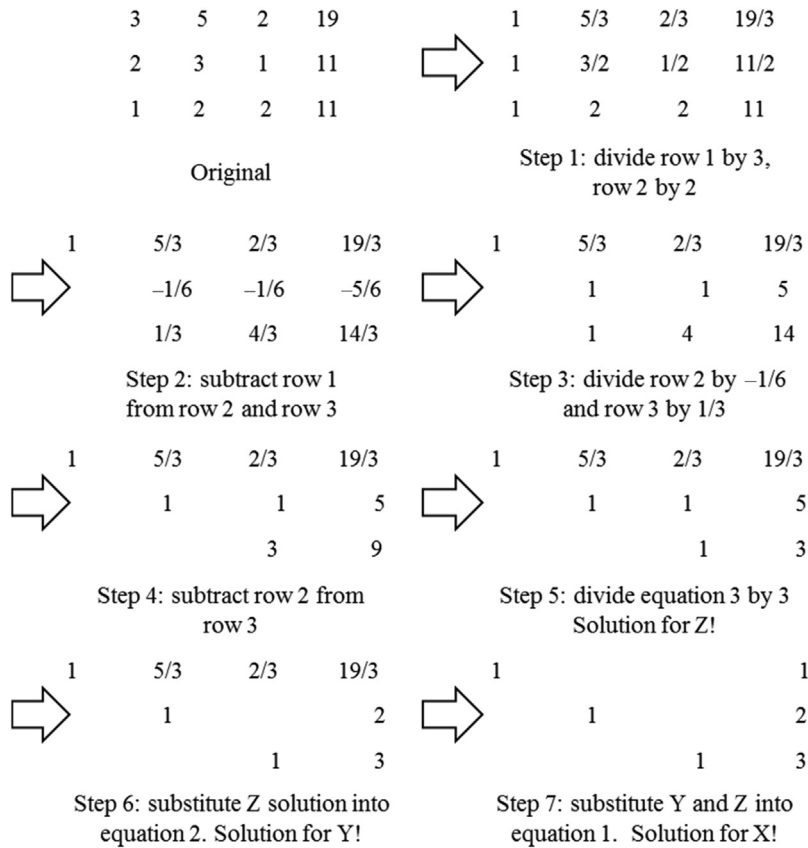 3 5 2 19
2 3 1 11
1 2 2 11
Original
1 5/3 2/3 19/3
1 3/2 1/2 11/2
1 2 2 11
Step 1: divide row 1 by 3,
row 2 by 2
1 5/3 2/3 19/3
–1/6 –1/6 –5/6
1/3 4/3 14/3
Step 2: subtract row 1
from row 2 and row 3
1 5/3 2/3 19/3
1 1 5
1 4 14
Step 3: divide row 2 by –1/6
and row 3 by 1/3
1 5/3 2/3 19/3
1 1 5
3 9
Step 4: subtract row 2 from
row 3
1 5/3 2/3 19/3
1 1 5
1 3
Step 5: divide equation 3 by 3
Solution for Z!
1 5/3 2/3 19/3
1 2
1 3
Step 6: substitute Z solution into
equation 2. Solution for Y!
1 1
1 2
1 3
Step 7: substitute Y and Z into
equation 1. Solution for X!